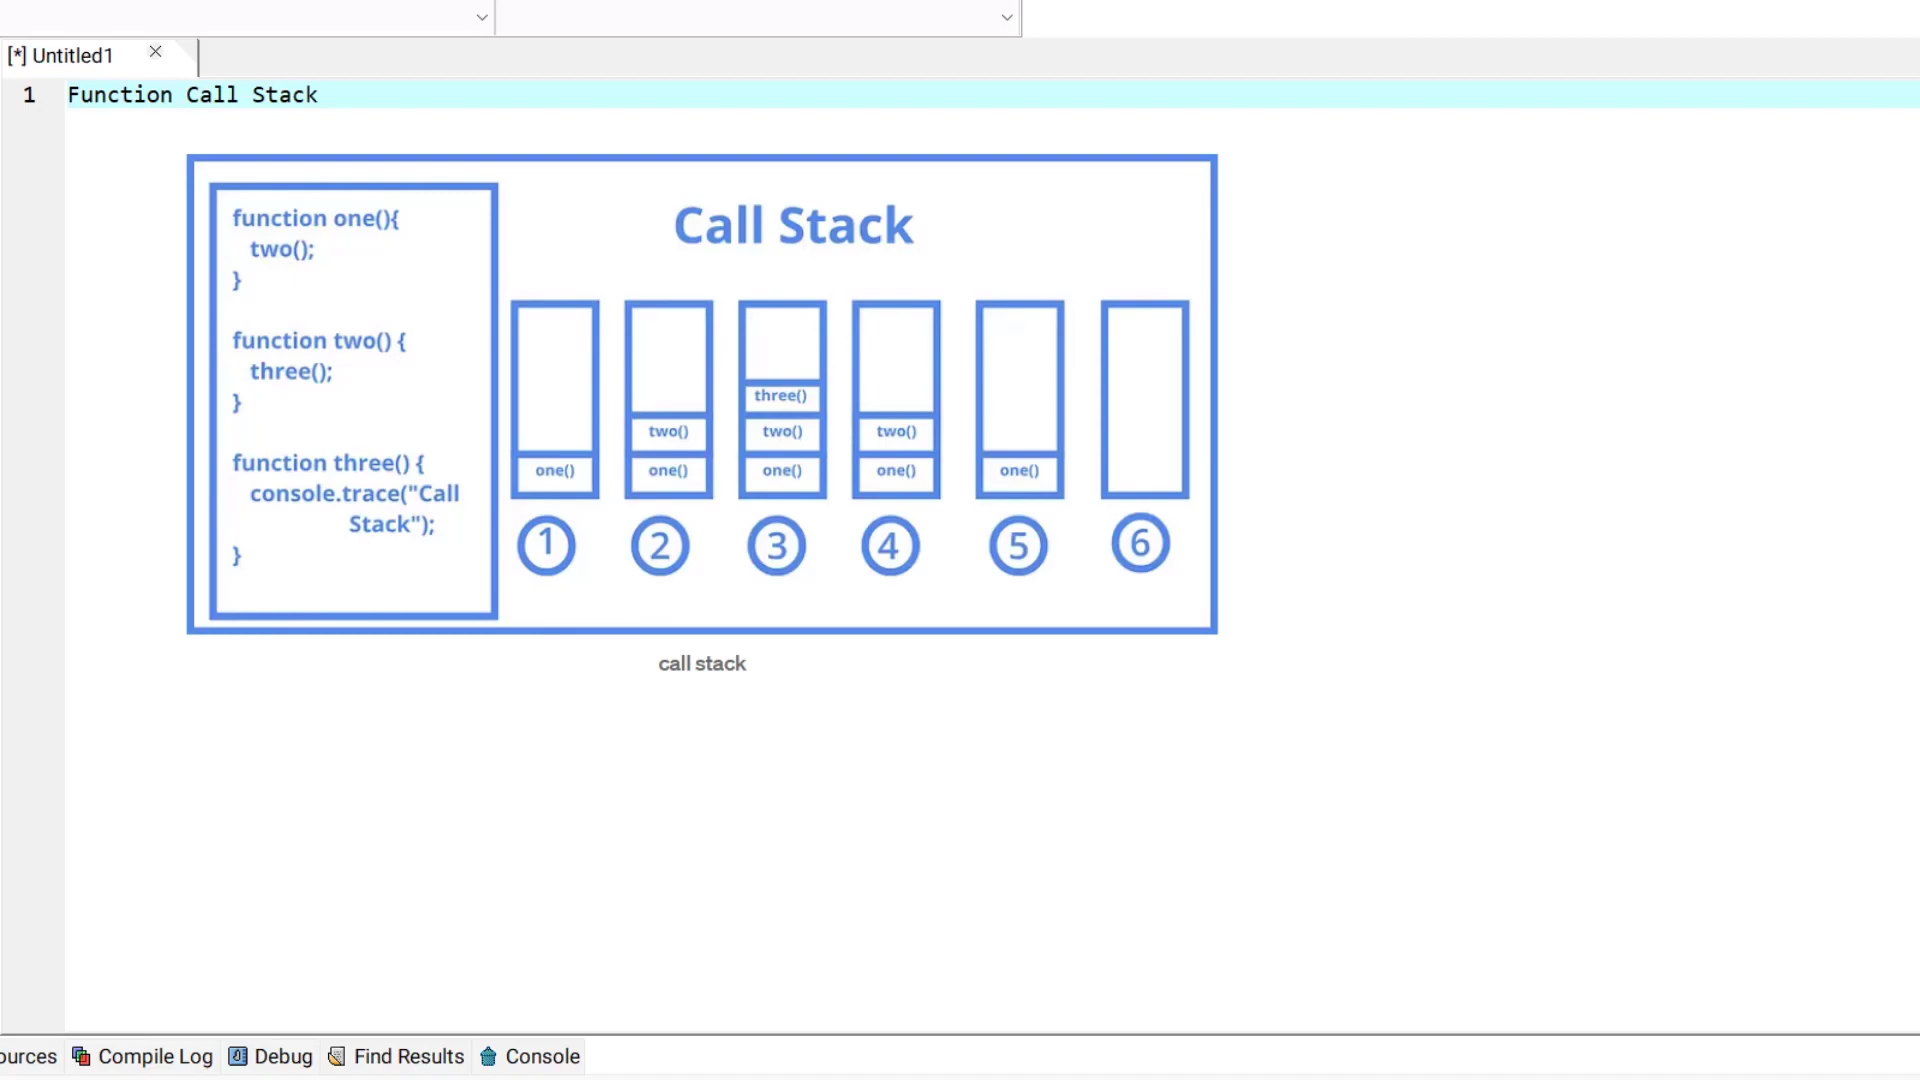 [*] Untitled1
1 Function Call Stack
function one(){
two();
}
function two() {
three();
}
function three() {
console.trace("Call
Stack");
}
Call Stack
one()
two()
one()
three()
two()
one()
two()
one()
one()
1 2 3 4 5 6
call stack
ources Compile Log Debug Find Results Console